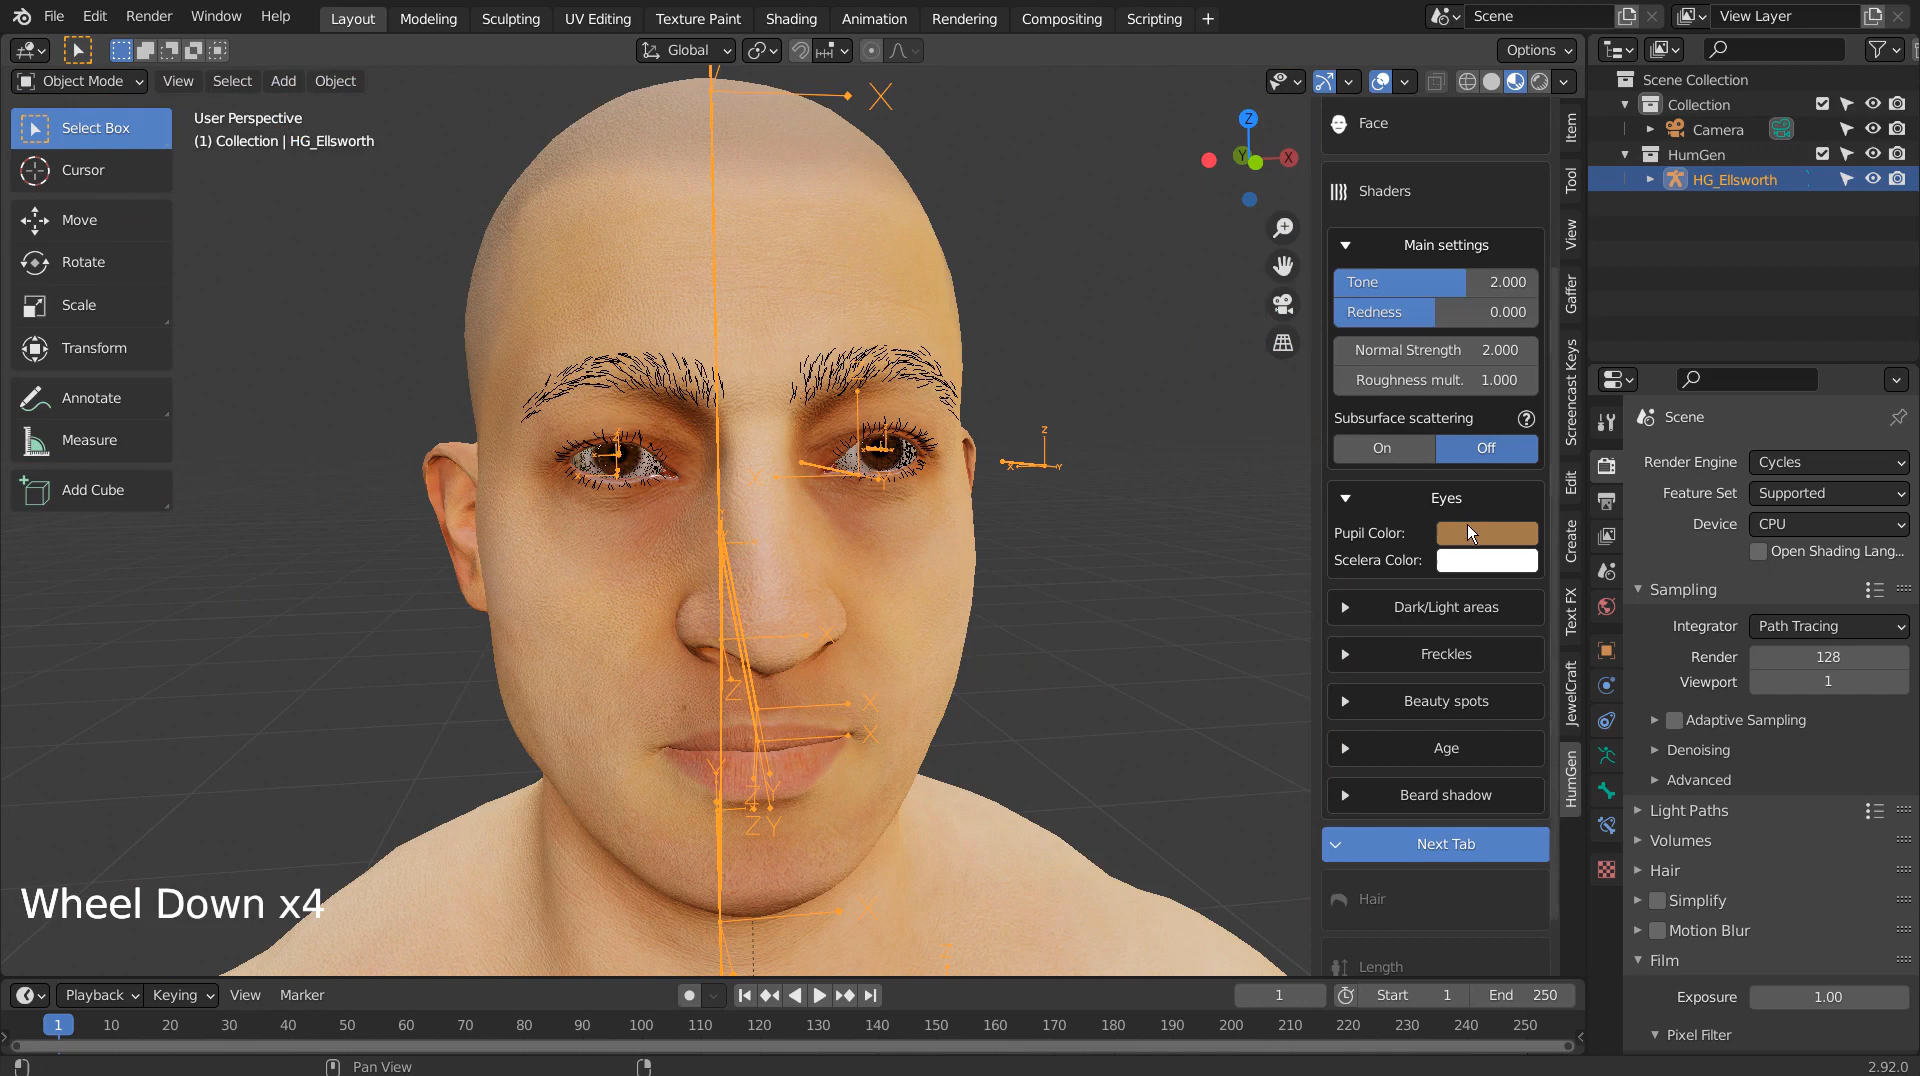 File Edit Render Window Help Layout Modeling Sculpting UV Editing Texture Paint Shading Animation Rendering Compositing Scripting + Scene View Layer
Global Options
Object Mode View Select Add Object
Select Box
Cursor
Move
Rotate
Scale
Transform
Annotate
Measure
Add Cube
User Perspective
(1) Collection | HG_Ellsworth
X
Z
Y
X
Z
X
X
Z
Y
Z Y
X
Wheel Down x4
Face
Shaders
Main settings
Tone 2.000
Redness 0.000
Normal Strength 2.000
Roughness mult. 1.000
Subsurface scattering ?
On Off
Eyes
Pupil Color:
Scelera Color:
Dark/Light areas
Freckles
Beauty spots
Age
Beard shadow
Next Tab
Hair
Length
Item
Tool
View
Gaffer
Screencast Keys
Edit
Create
Text FX
JewelCraft
HumGen
Scene Collection
Collection
Camera
HumGen
HG_Ellsworth
Scene
Render Engine Cycles
Feature Set Supported
Device CPU
Open Shading Lang...
Sampling
Integrator Path Tracing
Render 128
Viewport 1
Adaptive Sampling
Denoising
Advanced
Light Paths
Volumes
Hair
Simplify
Motion Blur
Film
Exposure 1.00
Pixel Filter
Playback Keying View Marker 1 Start 1 End 250
1 10 20 30 40 50 60 70 80 90 100 110 120 130 140 150 160 170 180 190 200 210 220 230 240 250
Pan View 2.92.0